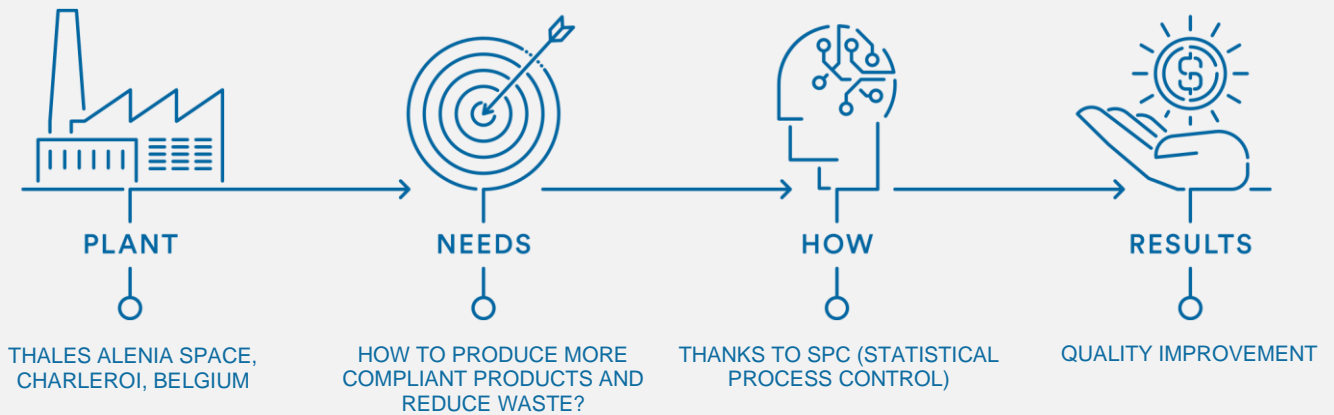 PLANT
NEEDS
HOW
RESULTS
THALES ALENIA SPACE,
CHARLEROI, BELGIUM
HOW TO PRODUCE MORE
COMPLIANT PRODUCTS AND
REDUCE WASTE?
THANKS TO SPC (STATISTICAL
PROCESS CONTROL)
QUALITY IMPROVEMENT